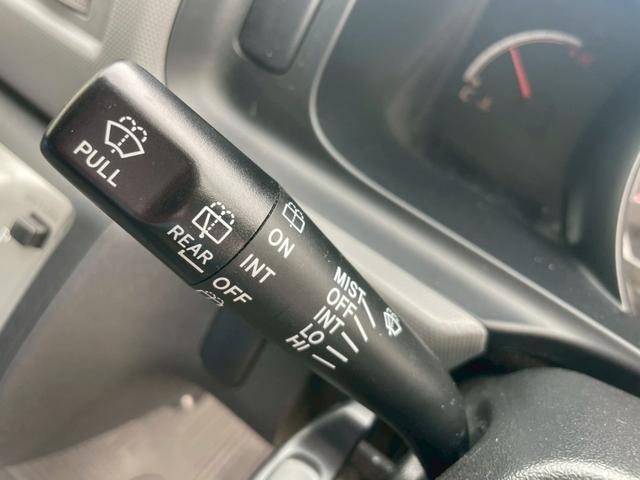 PULL
REAR
ON
INT
OFF
MIST
OFF
INT
LO
HI